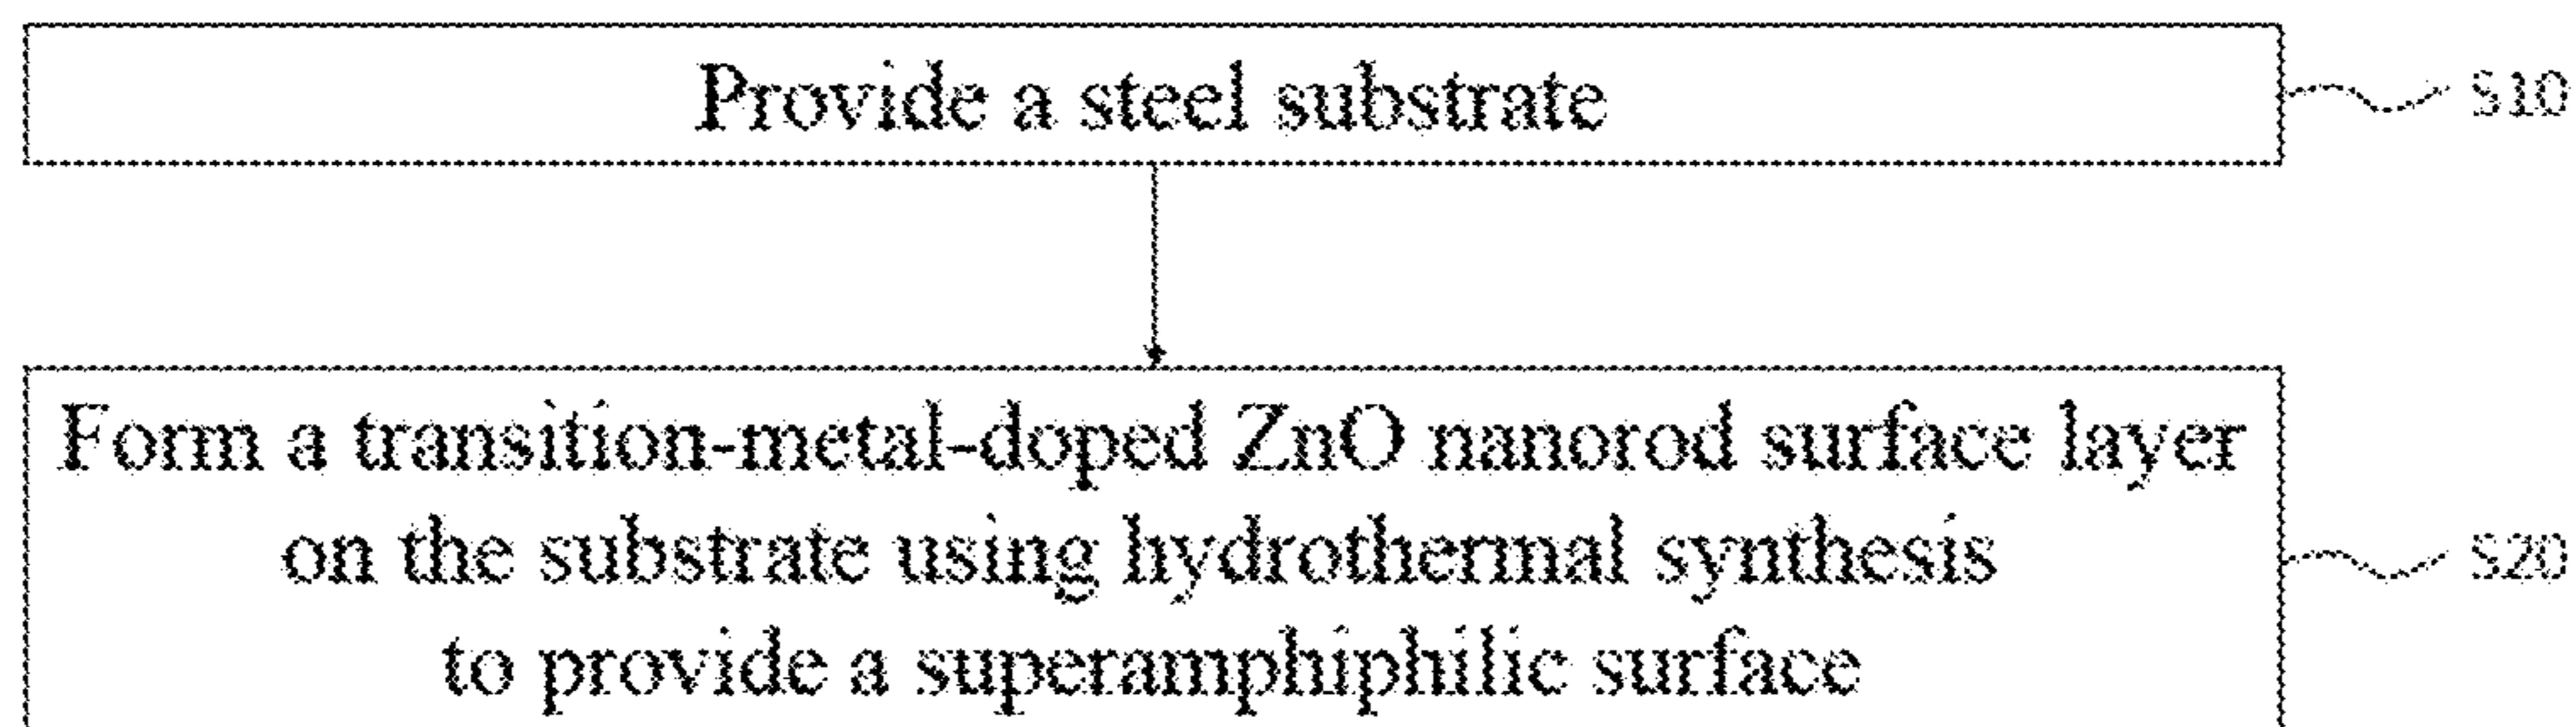 Provide a steel substrate
S10
Form a transition-metal-doped ZnO nanorod surface layer
on the substrate using hydrothermal synthesis
S20
to provide a superamphiphilic surface